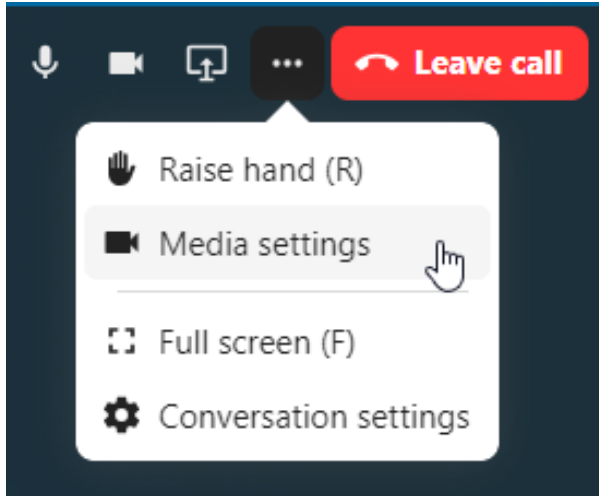 Leave call
Raise hand (R)
Media settings
Full screen (F)
Conversation settings